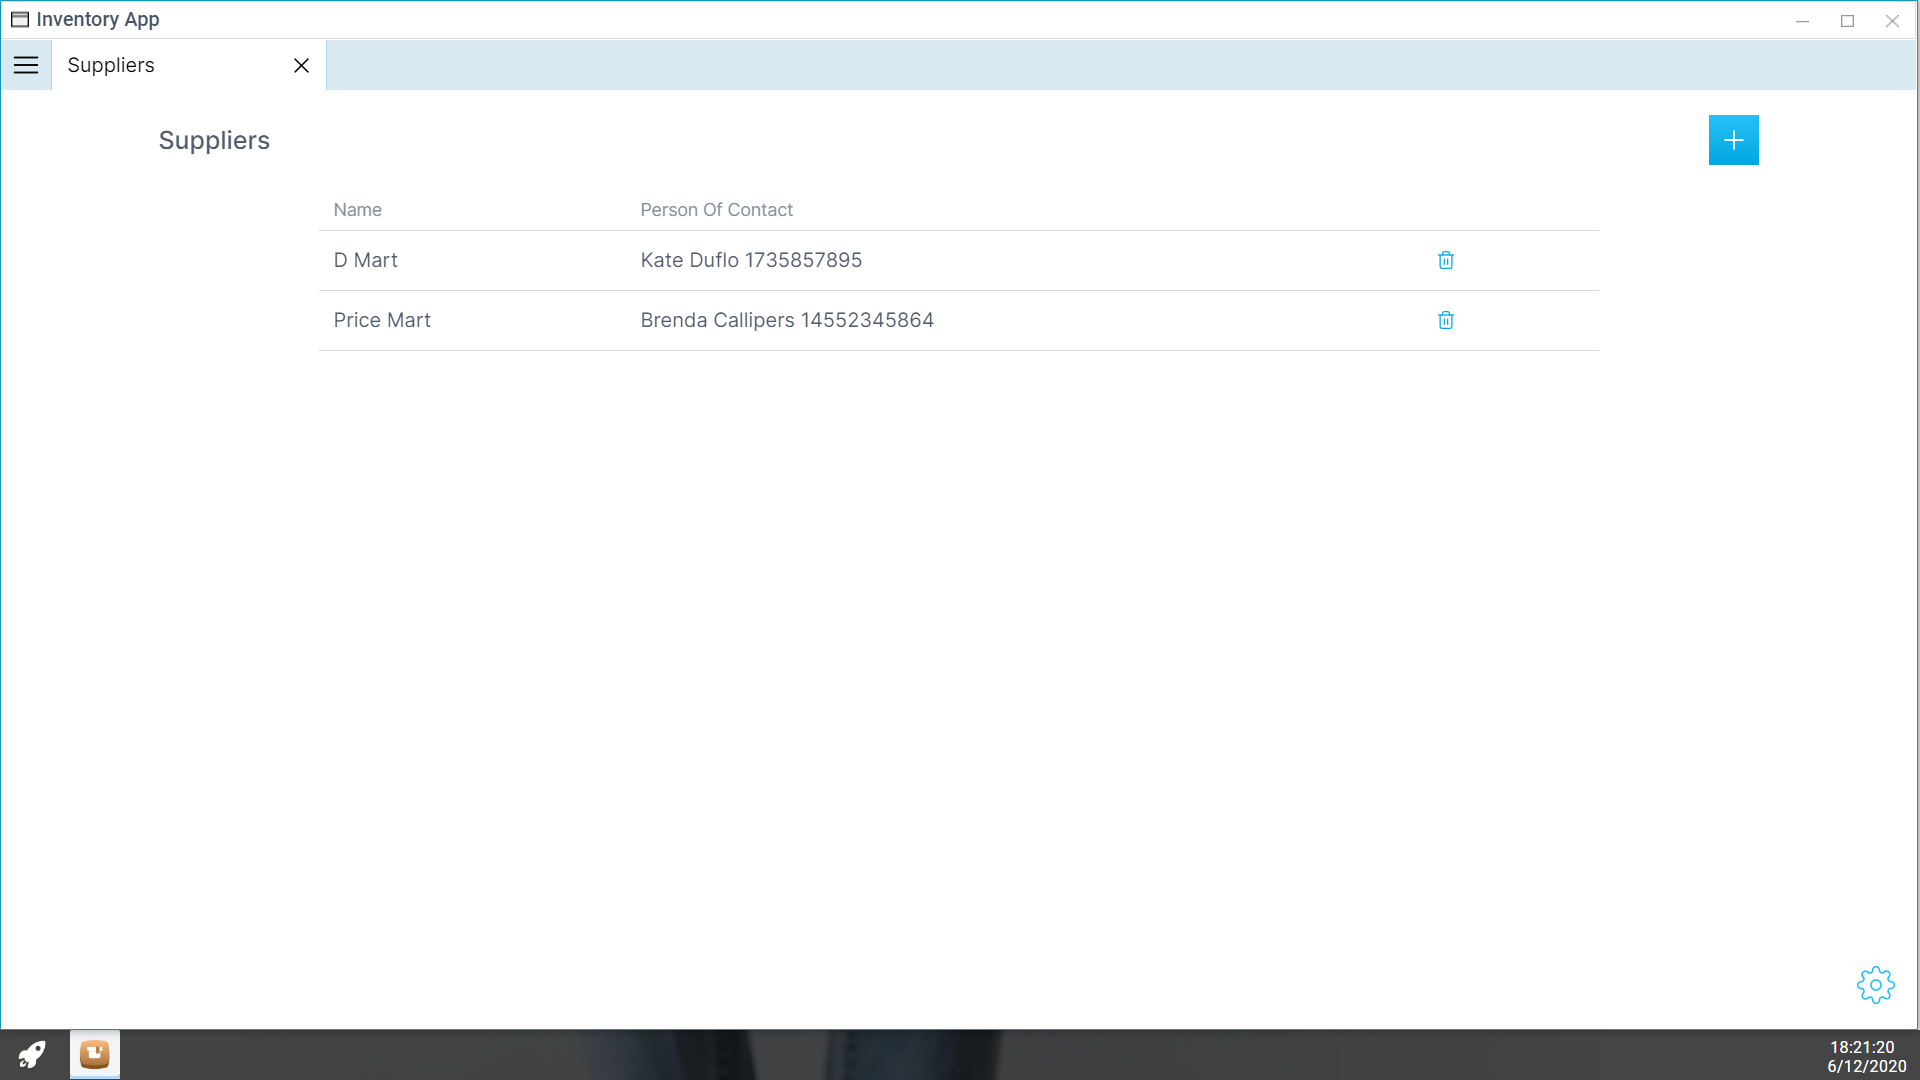 Inventory App
Suppliers
Suppliers
Name Person Of Contact
D Mart Kate Duflo 1735857895
Price Mart Brenda Callipers 14552345864
18:21:20
6/12/2020